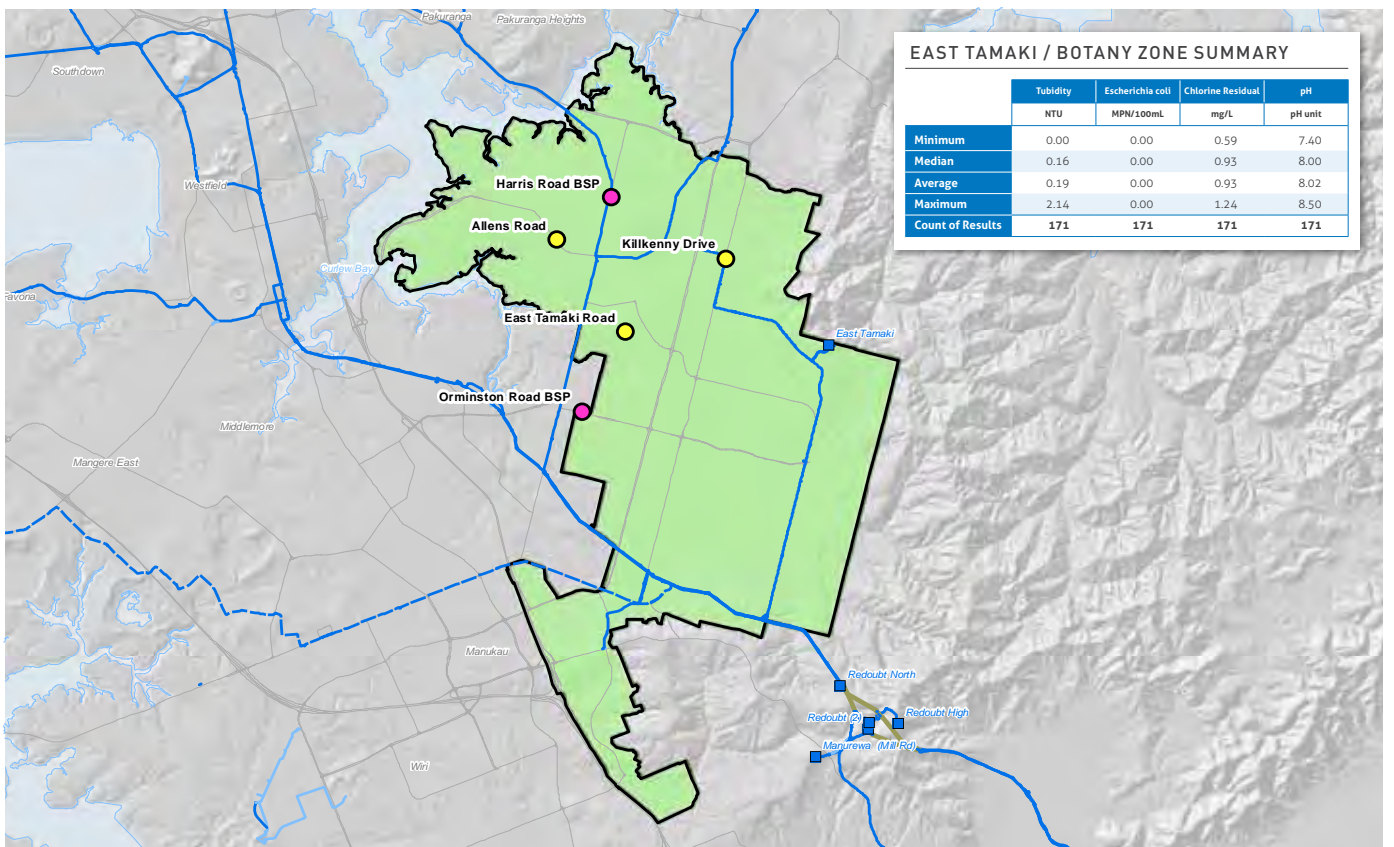 Pakuranga
Pakuranga Heights
Southdown
EAST TAMAKI / BOTANY ZONE SUMMARY
Tubidity Escherichia coli Chlorine Residual pH
NTU MPN/100mL mg/L pH unit
Minimum 0.00 0.00 0.59 7.40
Median 0.16 0.00 0.93 8.00
Average 0.19 0.00 0.93 8.02
Maximum 2.14 0.00 1.24 8.50
Count of Results 171 171 171 171
Westfield
Harris Road BSP
Allens Road
Killkenny Drive
Curlew Bay
Favona
East Tamaki Road
East Tamaki
Orminston Road BSP
Middlemore
Mangere East
Manukau
Redoubt North
Redoubt (2)
Redoubt High
Manurewa (Mill Rd)
Wiri